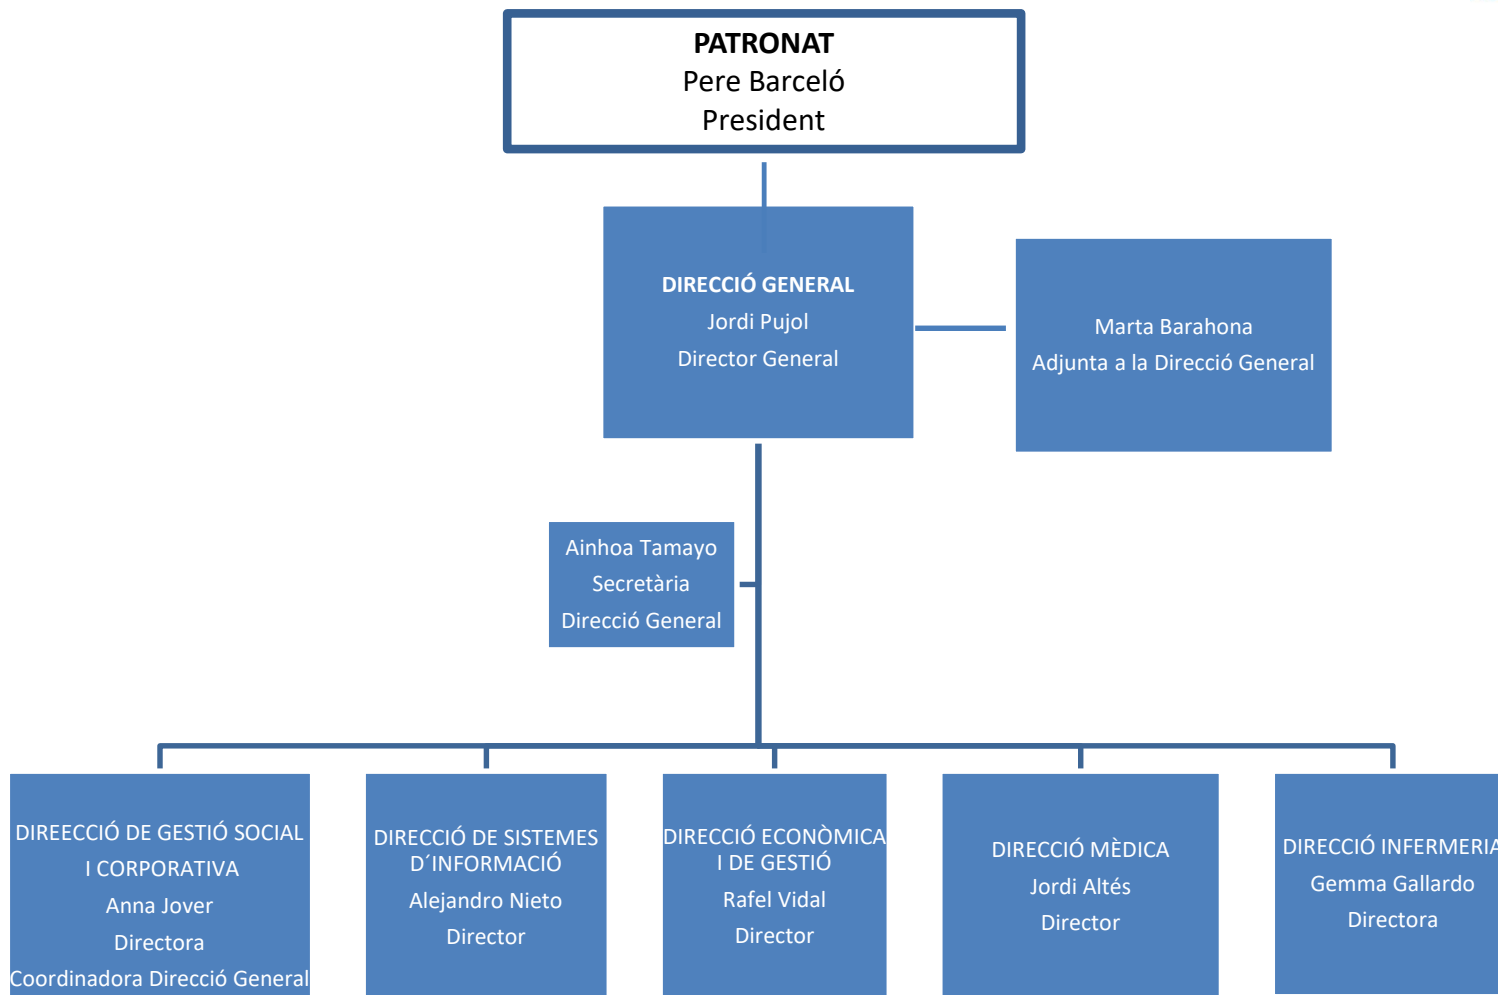 PATRONAT
Pere Barceló
President
DIRECCIÓ GENERAL
Jordi Pujol
Director General
Marta Barahona
Adjunta a la Direcció General
Ainhoa Tamayo
Secretària
Direcció General
DIREECCIÓ DE GESTIÓ SOCIAL
I CORPORATIVA
Anna Jover
Directora
Coordinadora Direcció General
DIRECCIÓ DE SISTEMES
D´INFORMACIÓ
Alejandro Nieto
Director
DIRECCIÓ ECONÒMICA
I DE GESTIÓ
Rafel Vidal
Director
DIRECCIÓ MÈDICA
Jordi Altés
Director
DIRECCIÓ INFERMERIA
Gemma Gallardo
Directora